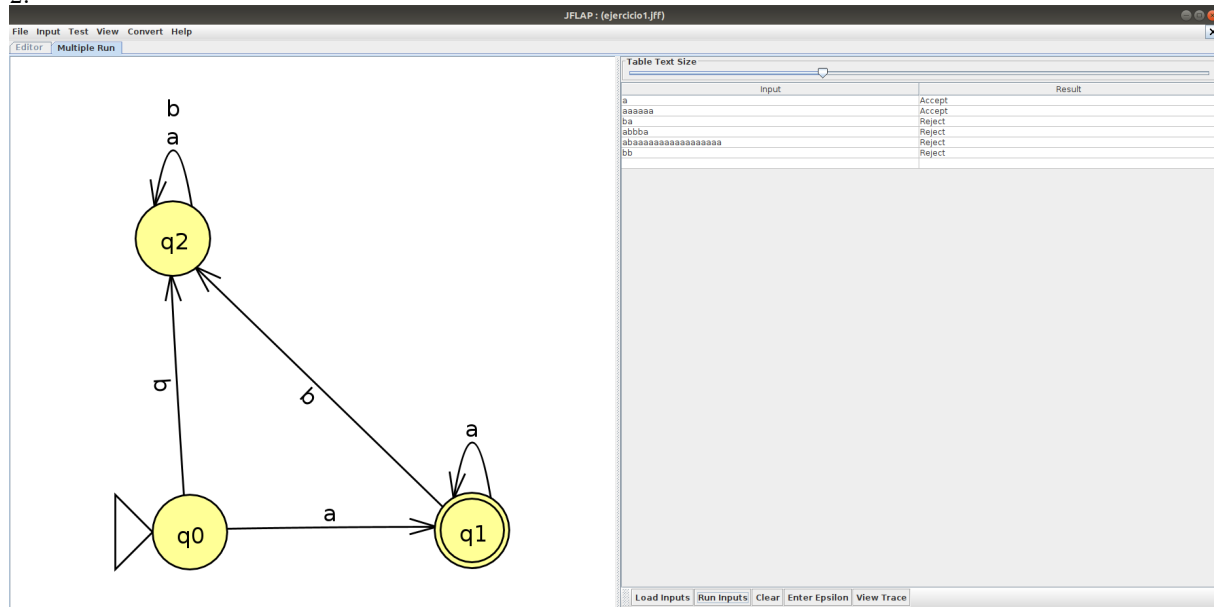 2.
JFLAP : (ejercicio1.jff)
File Input Test View Convert Help
Editor Multiple Run
Table Text Size
Input Result
a Accept
aaaaaa Accept
ba Reject
abbba Reject
abaaaaaaaaaaaaaaaaa Reject
bb Reject
b
a
q2
b
b
a
a
q0
q1
Load Inputs Run Inputs Clear Enter Epsilon View Trace